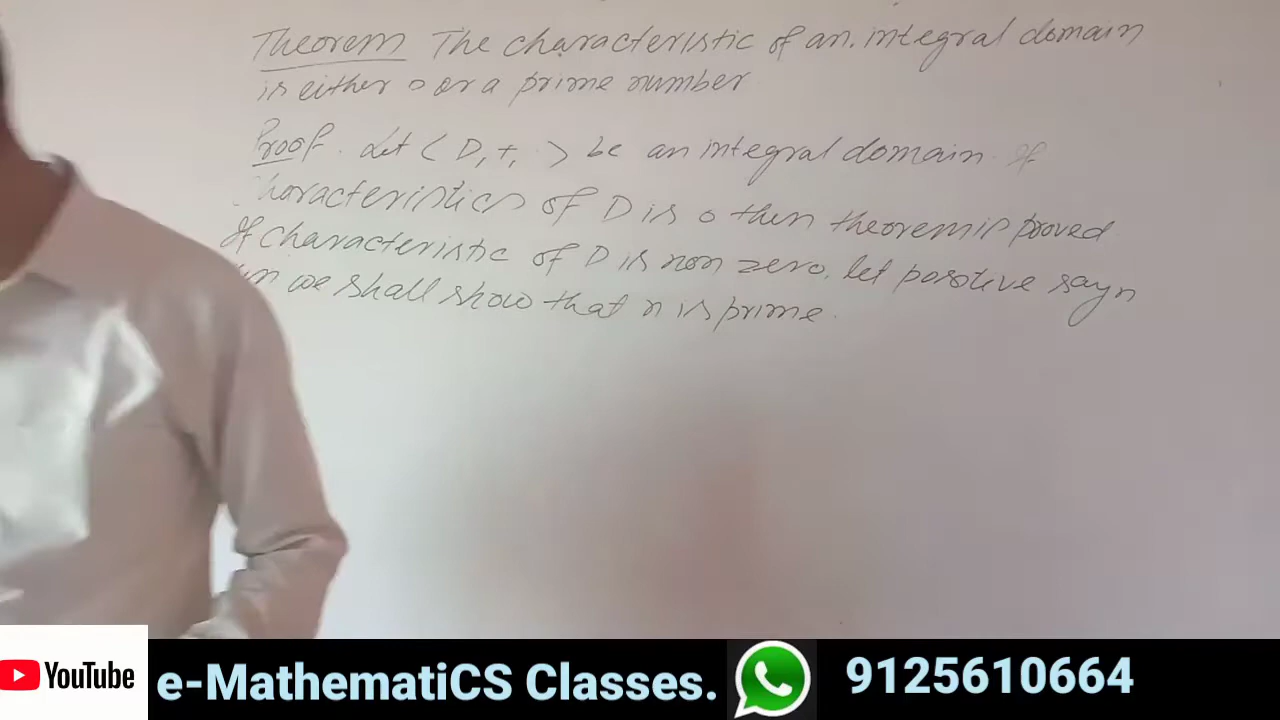 Theorem The characteristic of an integral domain
is either 0 or a prime number
Proof. Let < D, +, · > be an integral domain. If
Characteristics of D is 0 then theorem is proved.
If characteristic of D is non zero, let positive say n
we shall show that n is prime.
YouTube
e-MathematiCS Classes.
9125610664